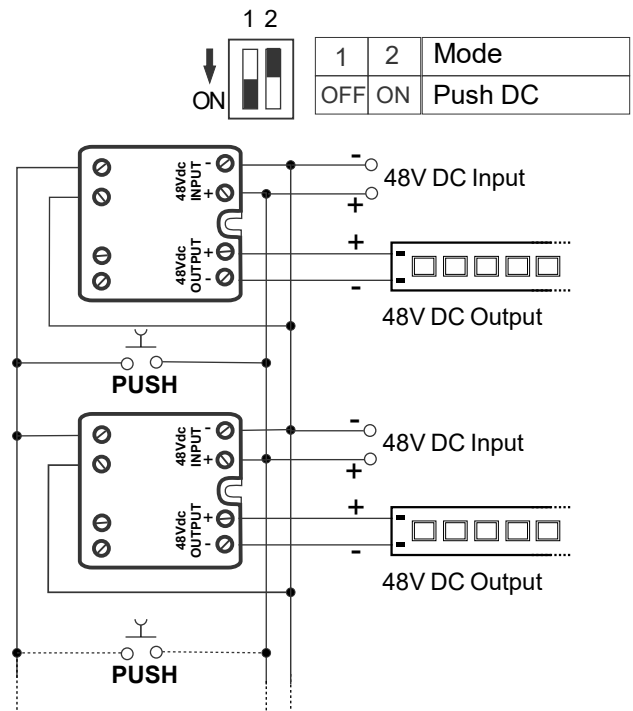 1 2
1 2 Mode
ON
OFF ON Push DC
48Vdc INPUT - +
-
48V DC Input
+
48Vdc OUTPUT + -
+
-
48V DC Output
PUSH
48Vdc INPUT - +
-
48V DC Input
+
48Vdc OUTPUT + -
+
-
48V DC Output
PUSH